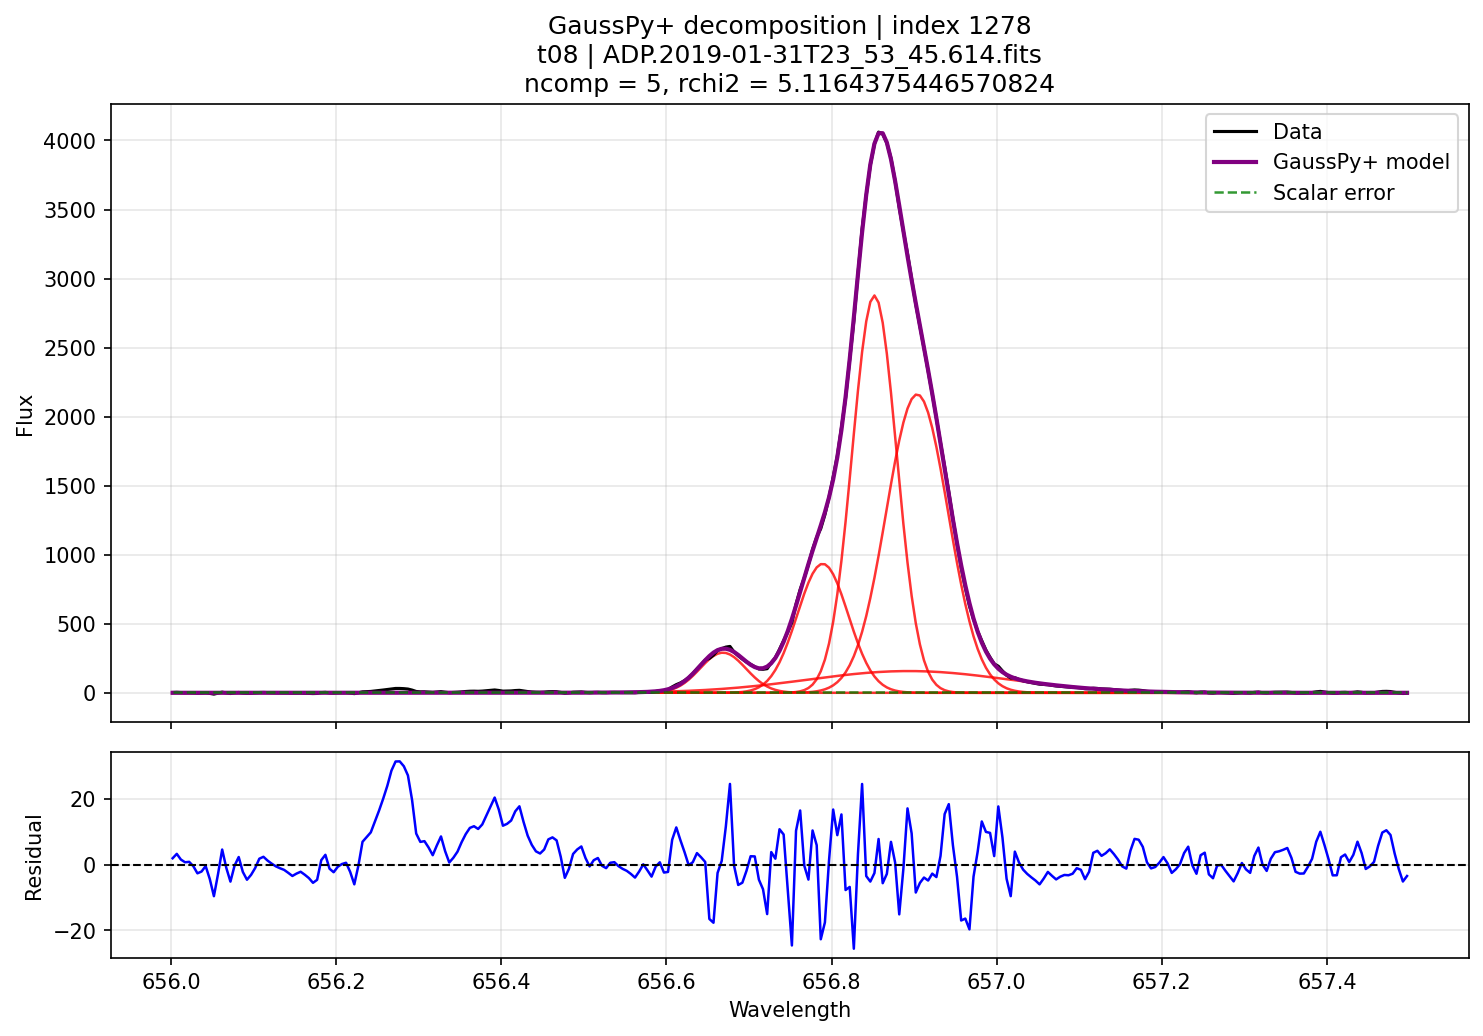 GaussPy+ decomposition | index 1278
t08 | ADP.2019-01-31T23_53_45.614.fits
ncomp = 5, rchi2 = 5.1164375446570824
Data
GaussPy+ model
Scalar error
4000
3500
3000
2500
2000
1500
1000
500
0
Flux
20
0
−20
Residual
656.0 656.2 656.4 656.6 656.8 657.0 657.2 657.4
Wavelength